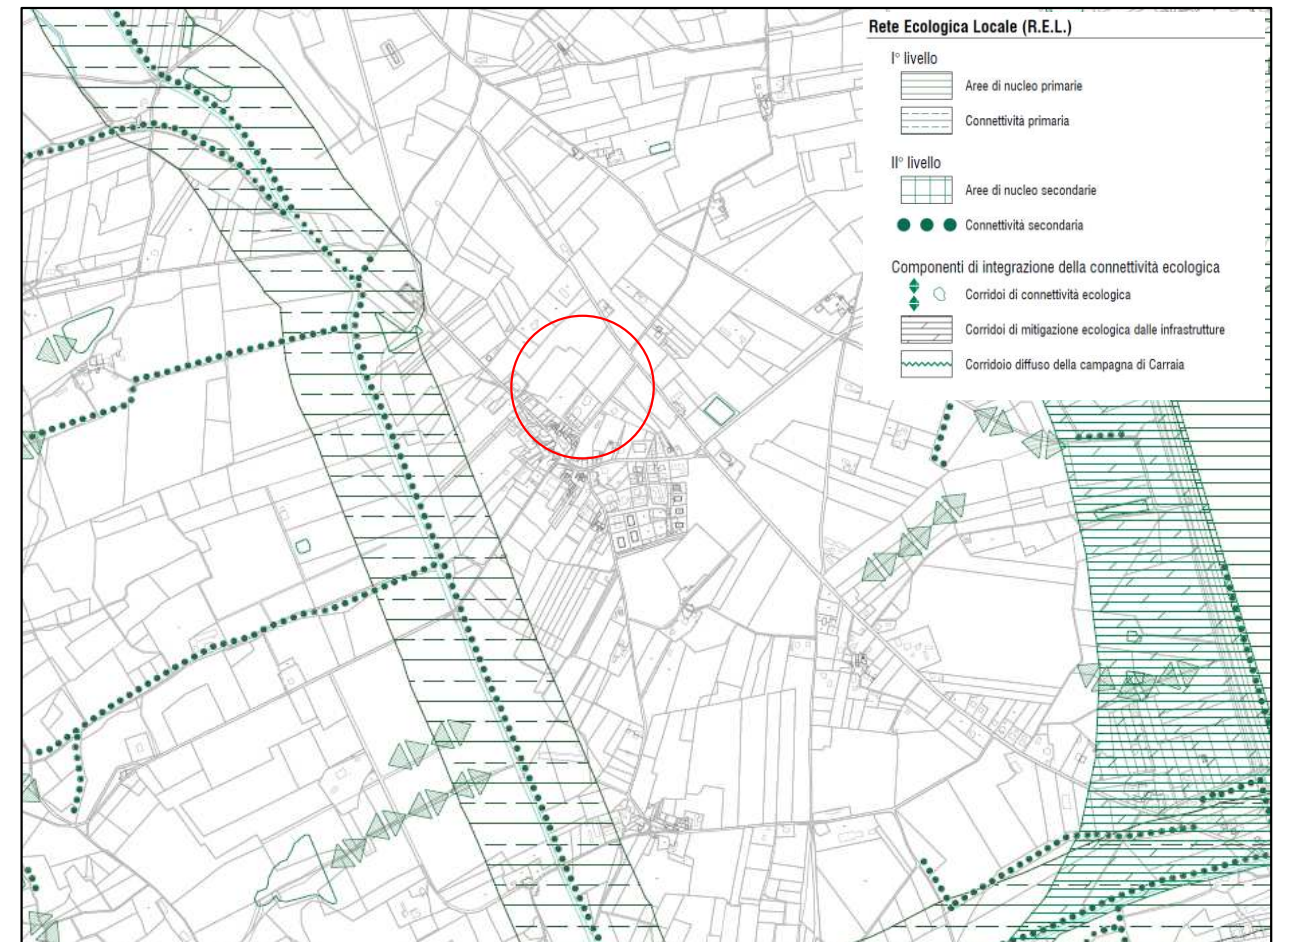 Rete Ecologica Locale (R.E.L.)
I° livello
Aree di nucleo primarie
Connettività primaria
II° livello
Aree di nucleo secondarie
Connettività secondaria
Componenti di integrazione della connettività ecologica
Corridoi di connettività ecologica
Corridoi di mitigazione ecologica dalle infrastrutture
Corridoio diffuso della campagna di Carraia